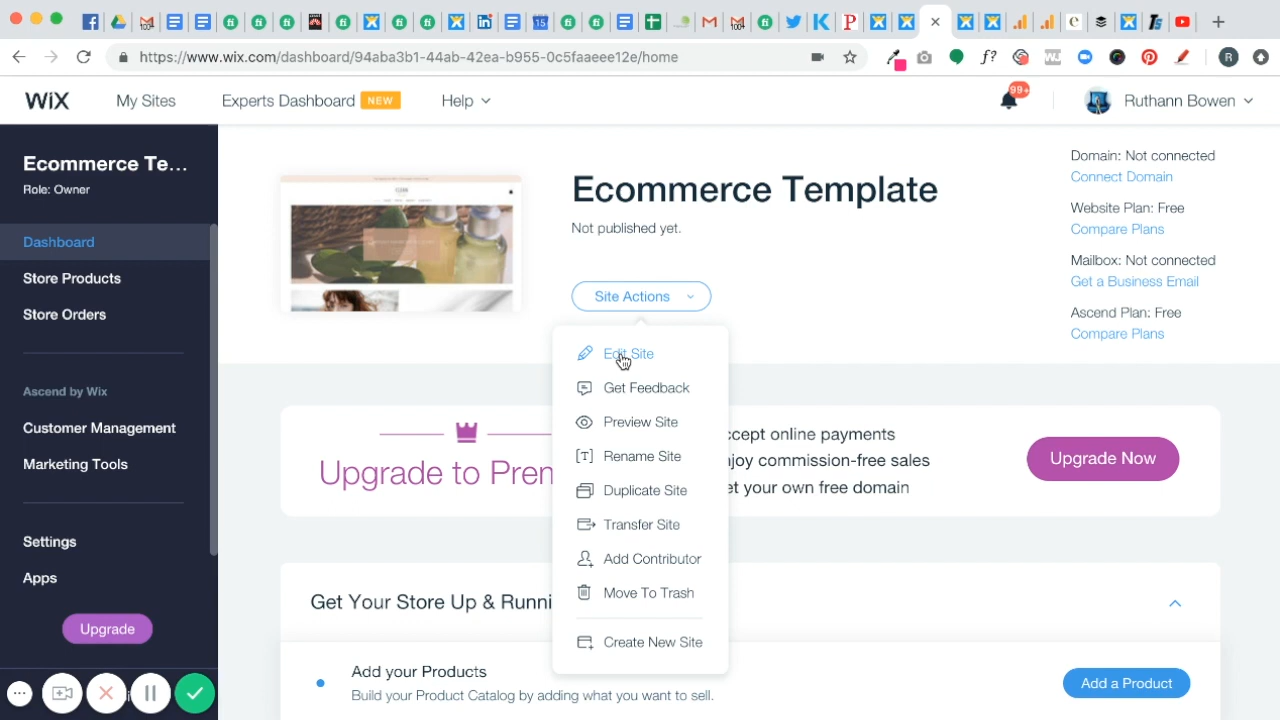 https://www.wix.com/dashboard/94aba3b1-44ab-42ea-b955-0c5faaeee12e/home
WiX
My Sites
Experts Dashboard NEW
Help
99+
Ruthann Bowen
Ecommerce Te...
Role: Owner
Dashboard
Store Products
Store Orders
Ascend by Wix
Customer Management
Marketing Tools
Settings
Apps
Upgrade
Ecommerce Template
Not published yet.
Site Actions
Edit Site
Get Feedback
Preview Site
Rename Site
Duplicate Site
Transfer Site
Add Contributor
Move To Trash
Create New Site
Domain: Not connected
Connect Domain
Website Plan: Free
Compare Plans
Mailbox: Not connected
Get a Business Email
Ascend Plan: Free
Compare Plans
Upgrade to Prem
ccept online payments
joy commission-free sales
et your own free domain
Upgrade Now
Get Your Store Up & Runni
Add your Products
Build your Product Catalog by adding what you want to sell.
Add a Product